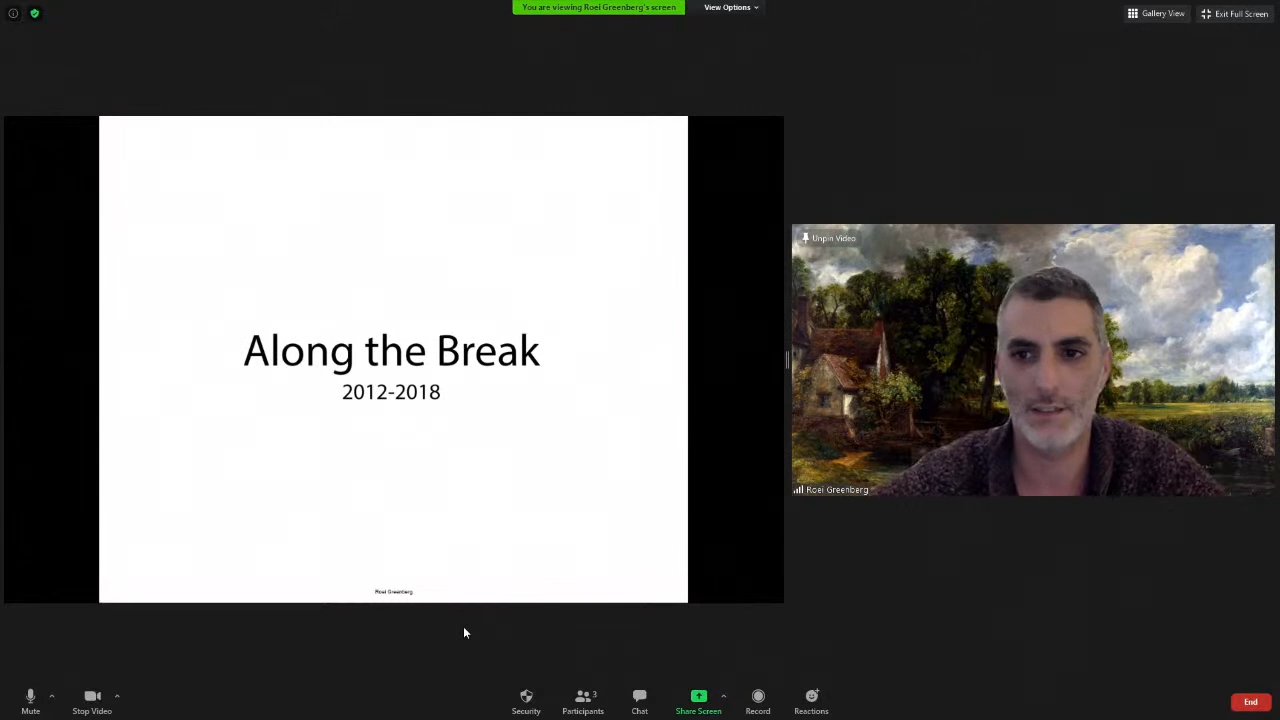 You are viewing Roei Greenberg's screen
View Options
Gallery View
Exit Full Screen
Unpin Video
Along the Break
2012-2018
Roei Greenberg
Roei Greenberg
Mute
Stop Video
Security
3
Participants
Chat
Share Screen
Record
Reactions
End